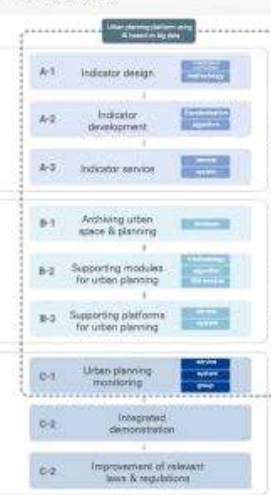 Urban planning platform using
AI based on big data
A-1
Indicator design
methodology
A-2
Indicator
development
Standardization
algorithm
A-3
Indicator service
service
system
B-1
Archiving urban
space & planning
B-2
Supporting modules
for urban planning
methodology
algorithm
B-3
Supporting platforms
for urban planning
service
system
C-1
Urban planning
monitoring
service
system
group
C-2
Integrated
demonstration
C-2
Improvement of relevant
laws & regulations